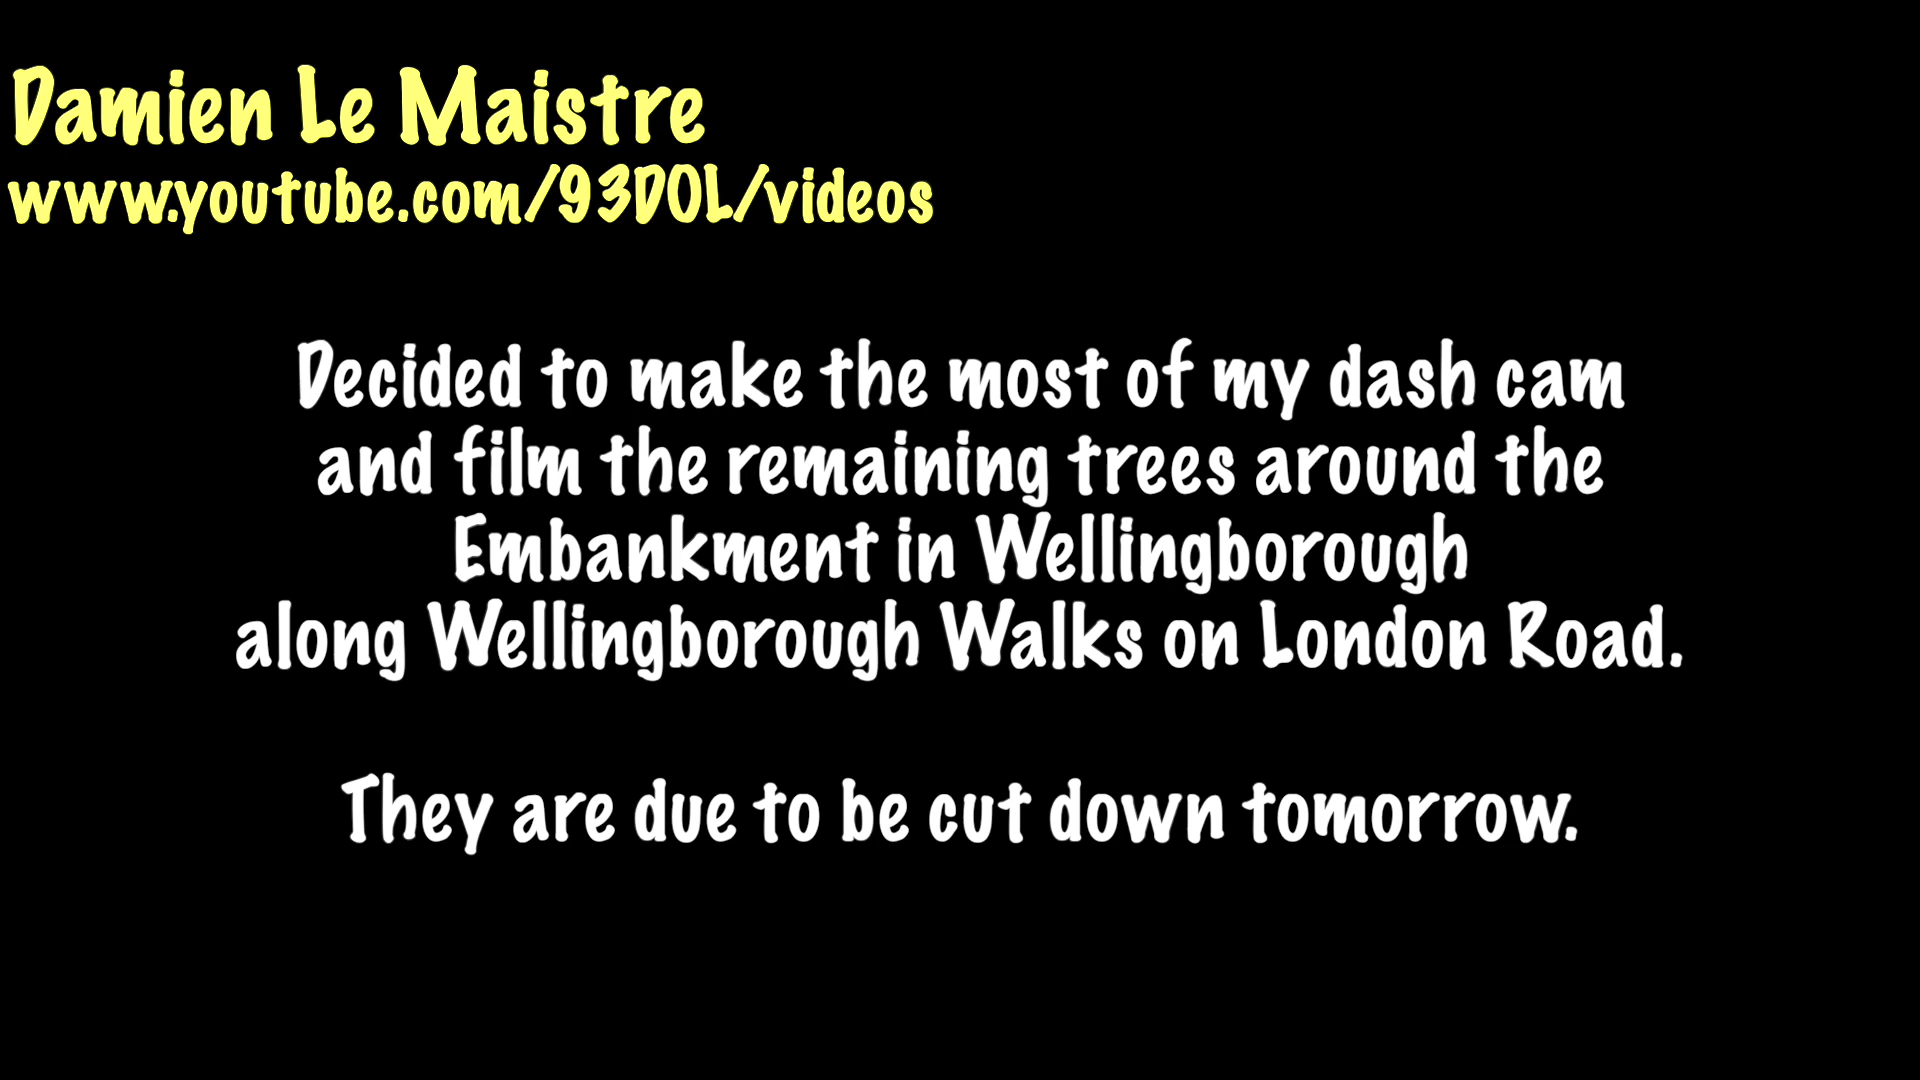 Damien Le Maistre
www.youtube.com/93DOL/videos
Decided to make the most of my dash cam
and film the remaining trees around the
Embankment in Wellingborough
along Wellingborough Walks on London Road.
They are due to be cut down tomorrow.